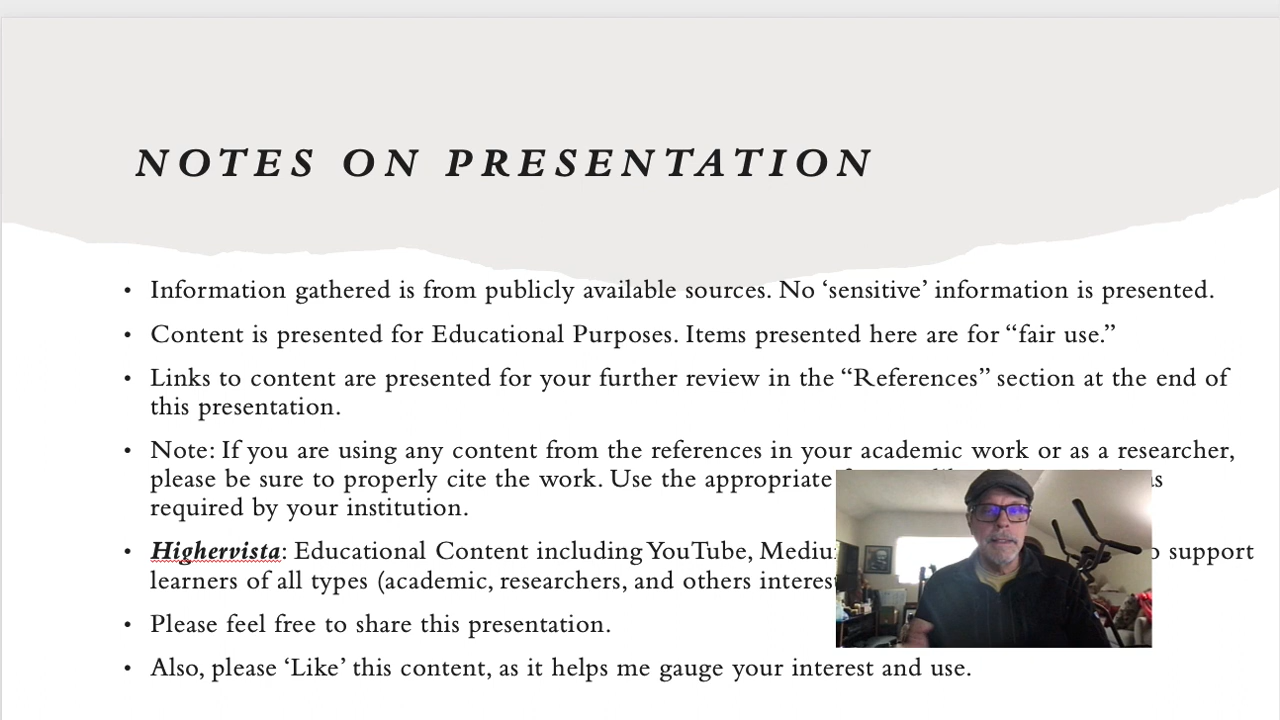 NOTES ON PRESENTATION
• Information gathered is from publicly available sources. No ‘sensitive’ information is presented.
• Content is presented for Educational Purposes. Items presented here are for “fair use.”
• Links to content are presented for your further review in the “References” section at the end of
this presentation.
• Note: If you are using any content from the references in your academic work or as a researcher,
please be sure to properly cite the work. Use the appropriate
required by your institution.
• Highervista: Educational Content including YouTube, support
learners of all types (academic, researchers, and others
• Please feel free to share this presentation.
• Also, please ‘Like’ this content, as it helps me gauge your interest and use.